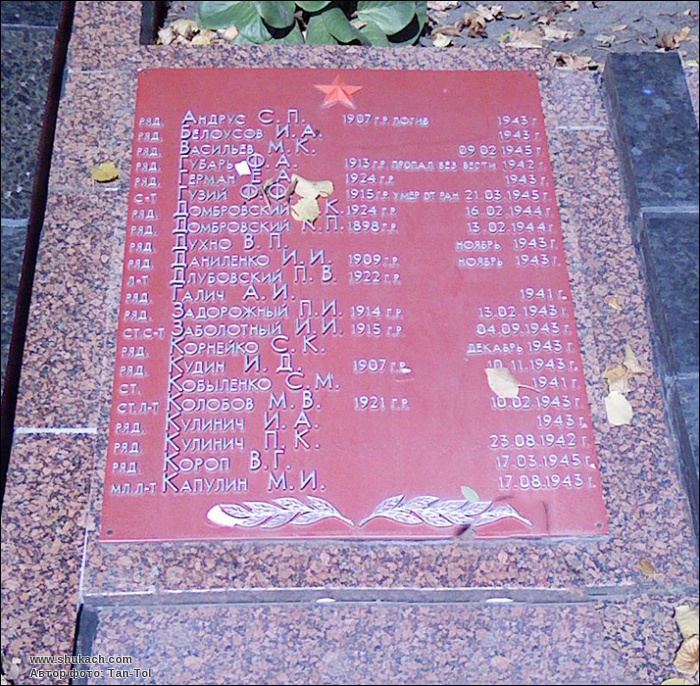 РЯД. АНДРУС С.П. 1907 Г.Р. ПОГИБ 1943 Г.
РЯД. БЕЛОУСОВ И.А. 1943 Г.
РЯД. ВАСИЛЬЕВ М.К. 09.02.1945 Г.
РЯД. ГУБАРЬ Ф.А. 1913 Г.Р. ПРОПАЛ БЕЗ ВЕСТИ 1942 Г.
РЯД. ГЕРМАН Е.А. 1924 Г.Р. 1943 Г.
С-Т ГУЗИЙ Ф.Ф. 1915 Г.Р. УМЕР ОТ РАН 21.03.1945 Г.
РЯД. ДОМБРОВСКИЙ К. 1924 Г.Р. 16.02.1944 Г.
РЯД. ДОМБРОВСКИЙ К.П. 1898 Г.Р. 13.02.1944 Г.
РЯД. ДУХНО В.П. НОЯБРЬ 1943 Г.
РЯД. ДАНИЛЕНКО И.И. 1909 Г.Р. НОЯБРЬ 1943 Г.
Л-Т ДЛУБОВСКИЙ П.В. 1922 Г.Р.
РЯД. ГАЛИЧ А.И. 1941 Г.
РЯД. ЗАДОРОЖНЫЙ П.И. 1914 Г.Р. 13.02.1943 Г.
СТ.С-Т ЗАБОЛОТНЫЙ И.И. 1915 Г.Р. 04.09.1943 Г.
РЯД. КОРНЕЙКО С.К. ДЕКАБРЬ 1943 Г.
РЯД. КУДИН И.Д. 1907 Г.Р. 10.11.1943 Г.
СТ. КОБЫЛЕНКО С.М. 1941 Г.
СТ.Л-Т КОЛОБОВ М.В. 1921 Г.Р. 10.02.1943 Г.
РЯД. КУЛИНИЧ И.А. 1943 Г.
РЯД. КУЛИНИЧ П.К. 23.08.1942 Г.
РЯД. КОРОП В.Г. 17.03.1945 Г.
МЛ.Л-Т КАПУЛИН М.И. 17.08.1943 Г.
www.shukach.com
Автор фото: Tan-Tol